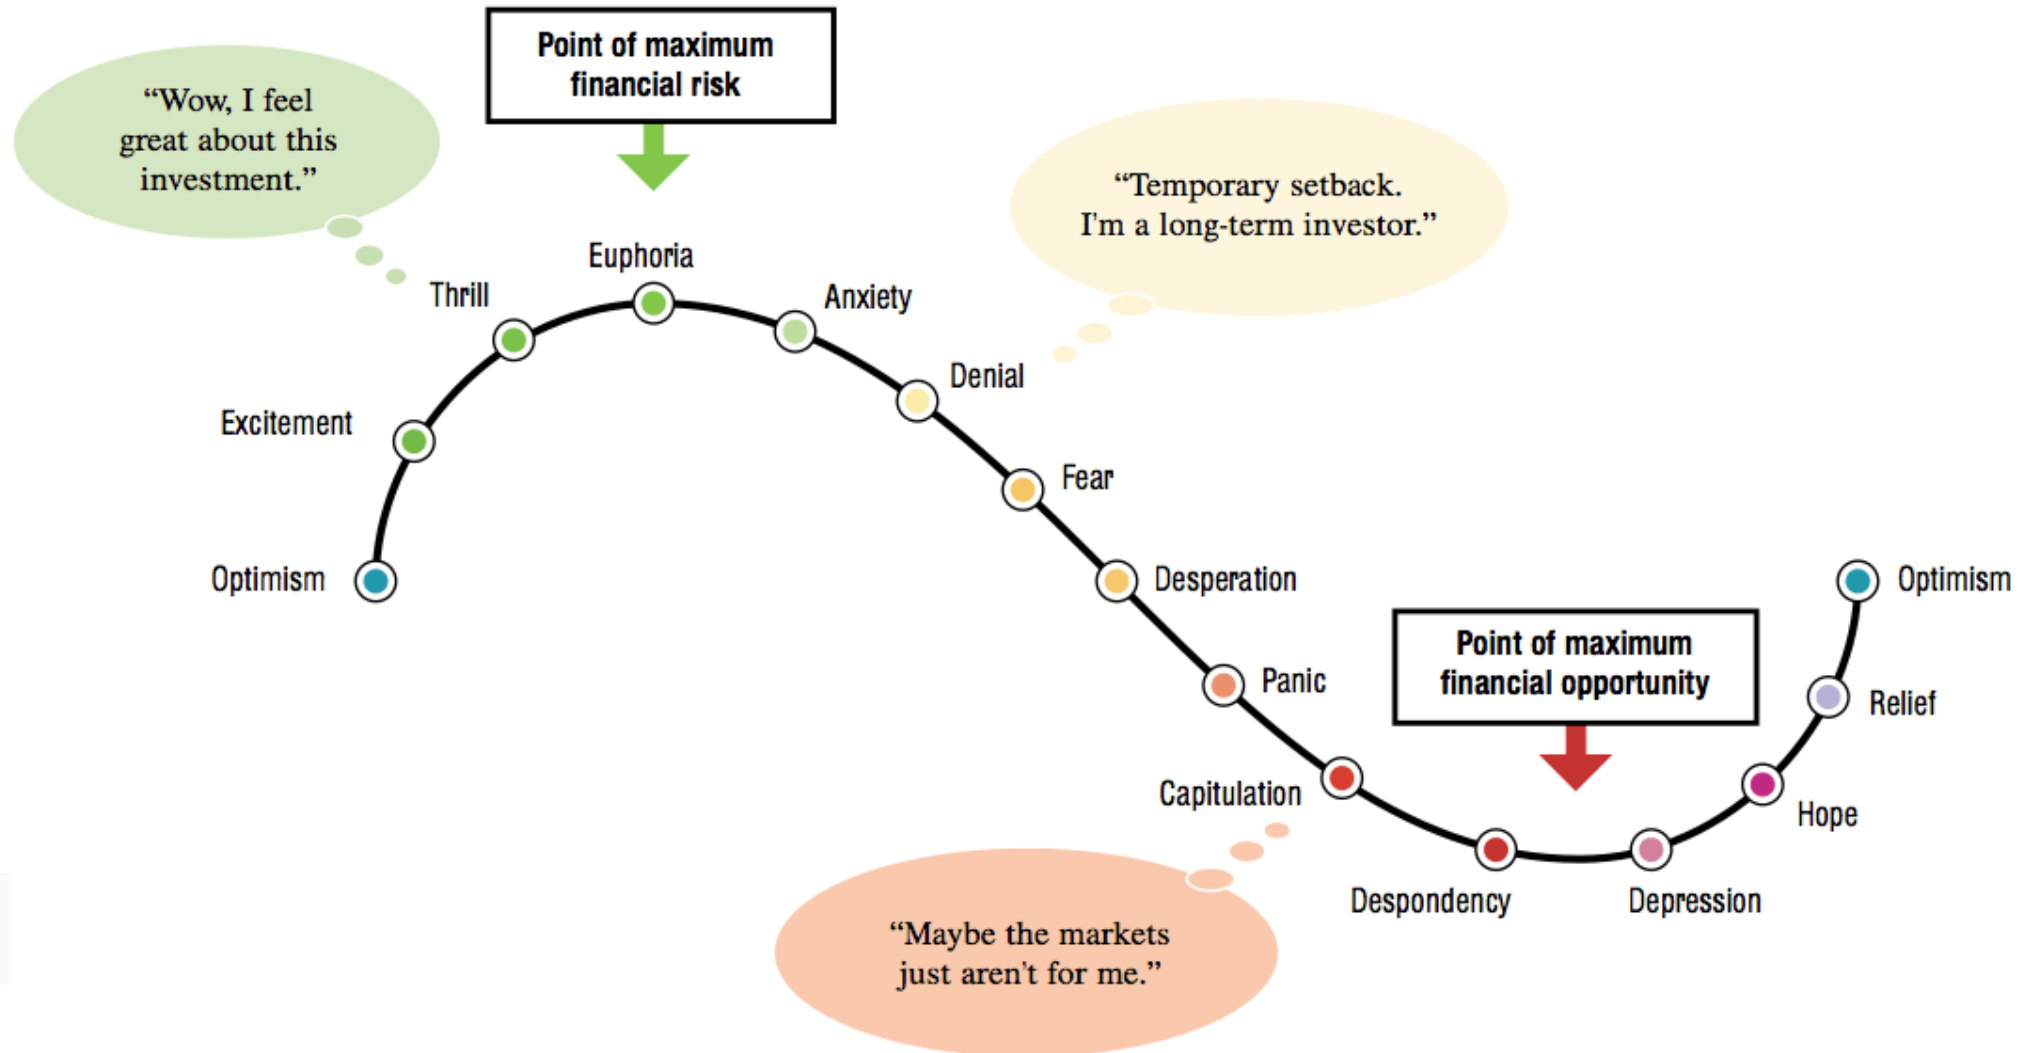 Point of maximum
financial risk
“Wow, I feel
great about this
investment.”
“Temporary setback.
I'm a long-term investor.”
Euphoria
Thrill
Anxiety
Denial
Excitement
Fear
Optimism
Desperation
Optimism
Point of maximum
financial opportunity
Panic
Relief
Capitulation
Hope
Despondency
Depression
“Maybe the markets
just aren't for me.”